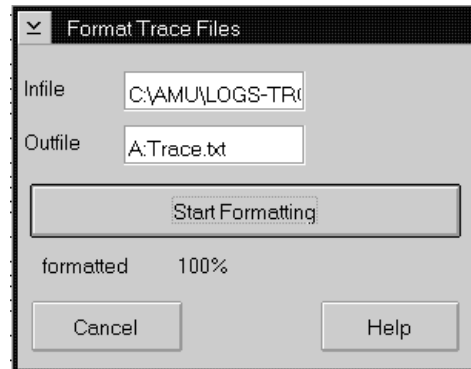 Format Trace Files
Infile C:\AMU\LOGS-TR
Outfile A:Trace.txt
Start Formatting
formatted 100%
Cancel Help